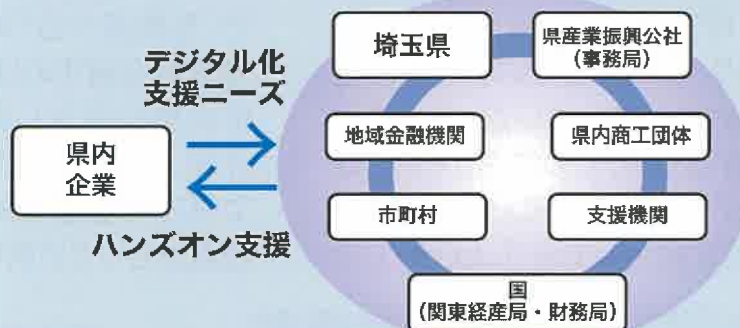 デジタル化
支援ニーズ
県内
企業
ハンズオン支援
埼玉県
県産業振興公社
(事務局)
地域金融機関
県内商工団体
市町村
支援機関
国
(関東経産局・財務局)